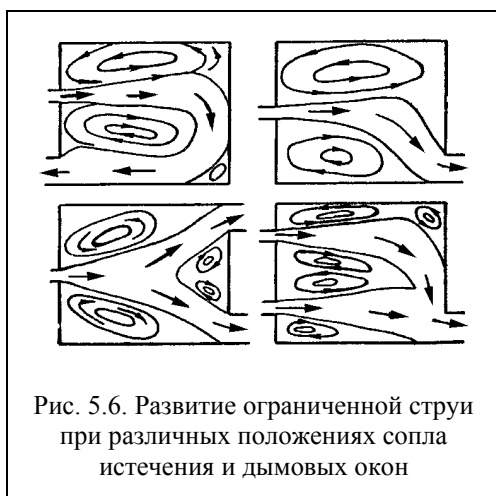 Рис. 5.6. Развитие ограниченной струи
при различных положениях сопла
истечения и дымовых окон